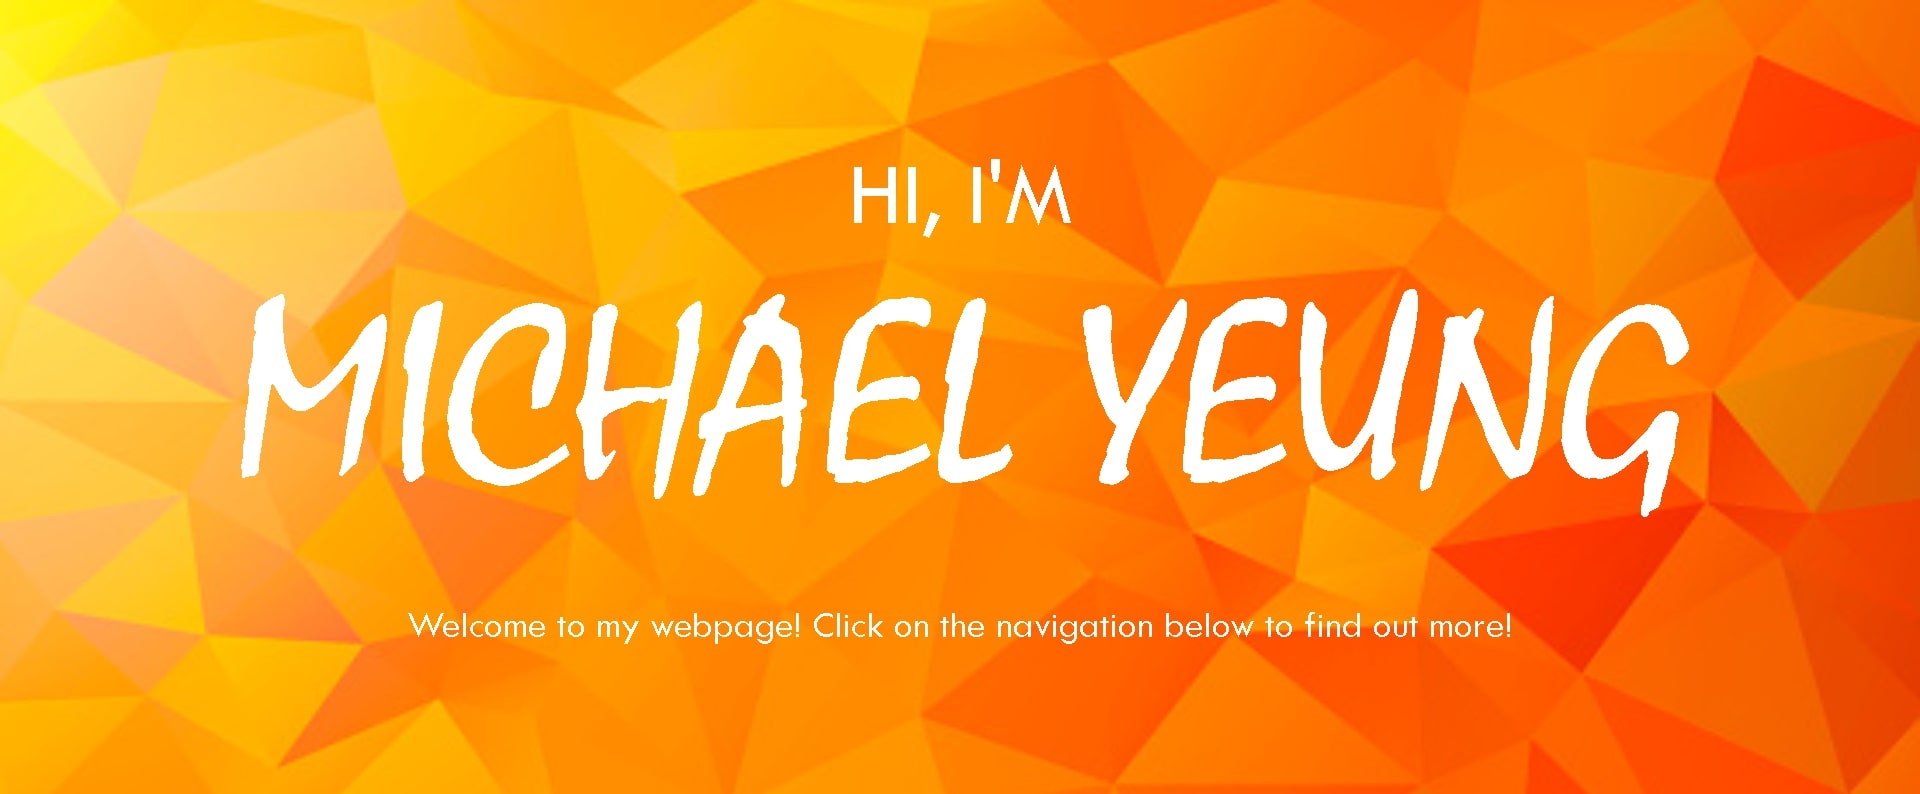 HI, I'M
MICHAEL YEUNG
Welcome to my webpage! Click on the navigation below to find out more!